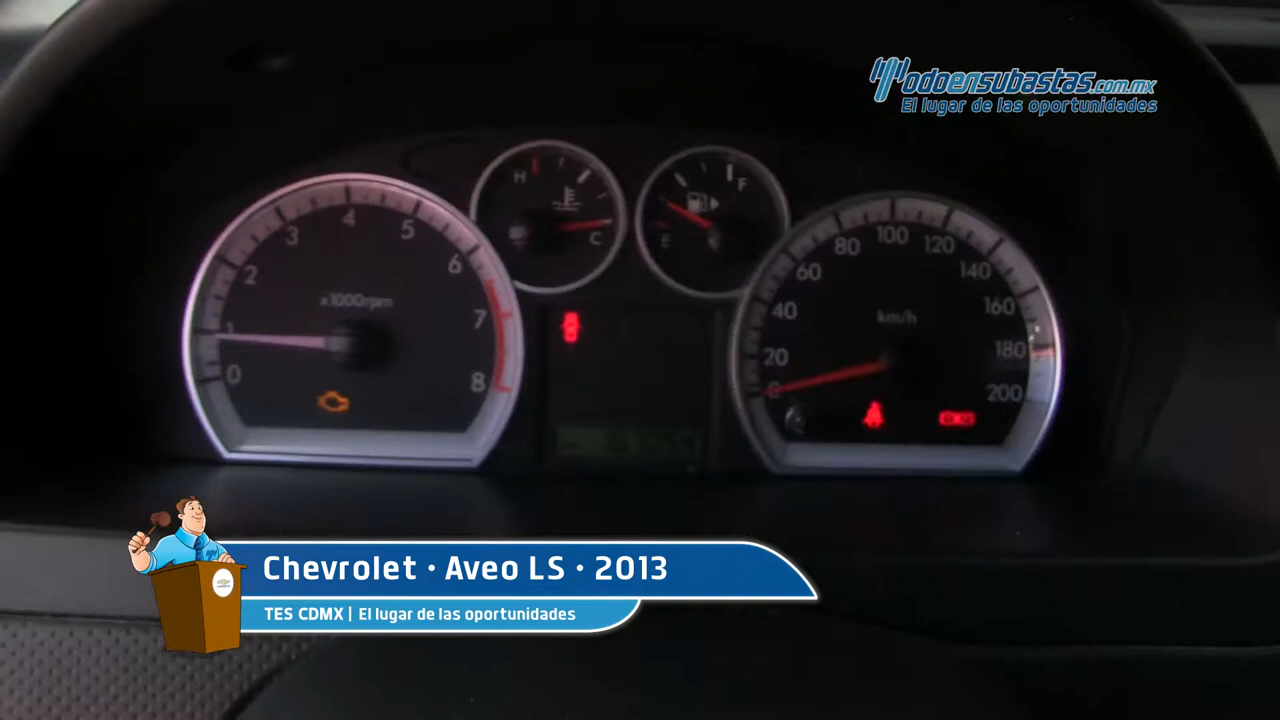 Todoensubastas.com.mx
El lugar de las oportunidades
H
C
F
E
0
1
2
3
4
5
6
7
8
x1000rpm
0
20
40
60
80
100
120
140
160
180
200
km/h
Chevrolet · Aveo LS · 2013
TES CDMX | El lugar de las oportunidades